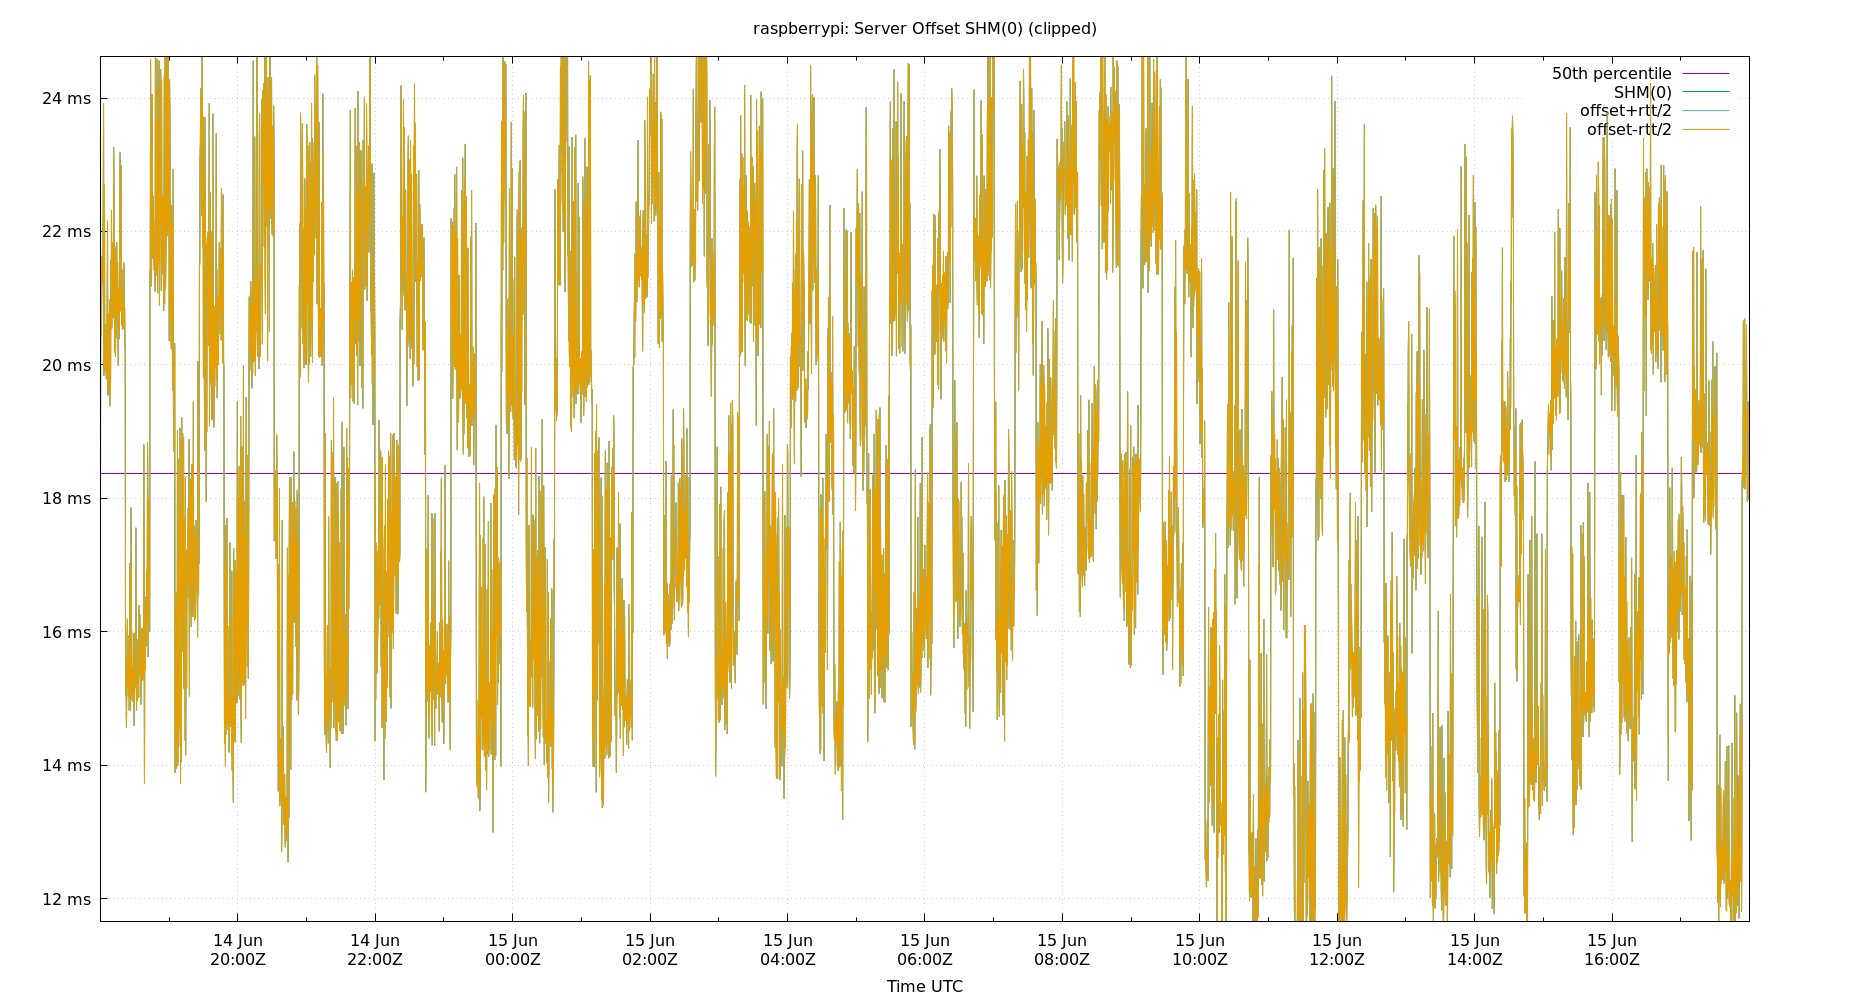 raspberrypi: Server Offset SHM(0) (clipped)
50th percentile
SHM(0)
offset+rtt/2
offset-rtt/2
24 ms
22 ms
20 ms
18 ms
16 ms
14 ms
12 ms
14 Jun 14 Jun 15 Jun 15 Jun 15 Jun 15 Jun 15 Jun 15 Jun 15 Jun 15 Jun 15 Jun
20:00Z 22:00Z 00:00Z 02:00Z 04:00Z 06:00Z 08:00Z 10:00Z 12:00Z 14:00Z 16:00Z
Time UTC